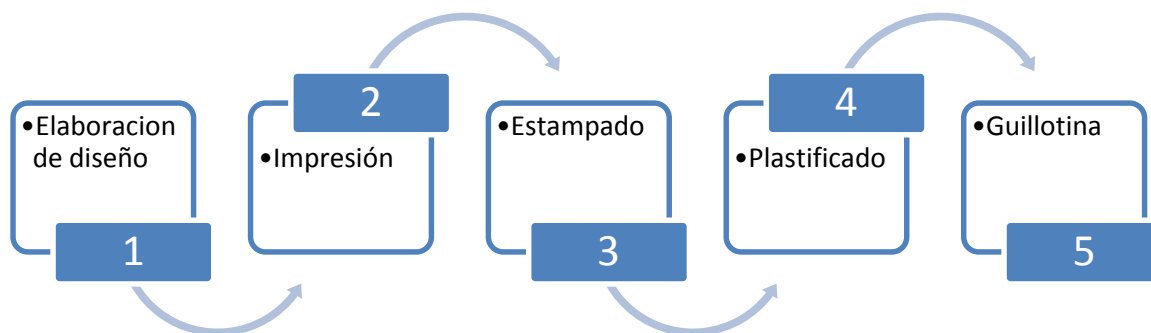 •Elaboracion
de diseño
1
2
•Impresión
•Estampado
3
4
•Plastificado
•Guillotina
5